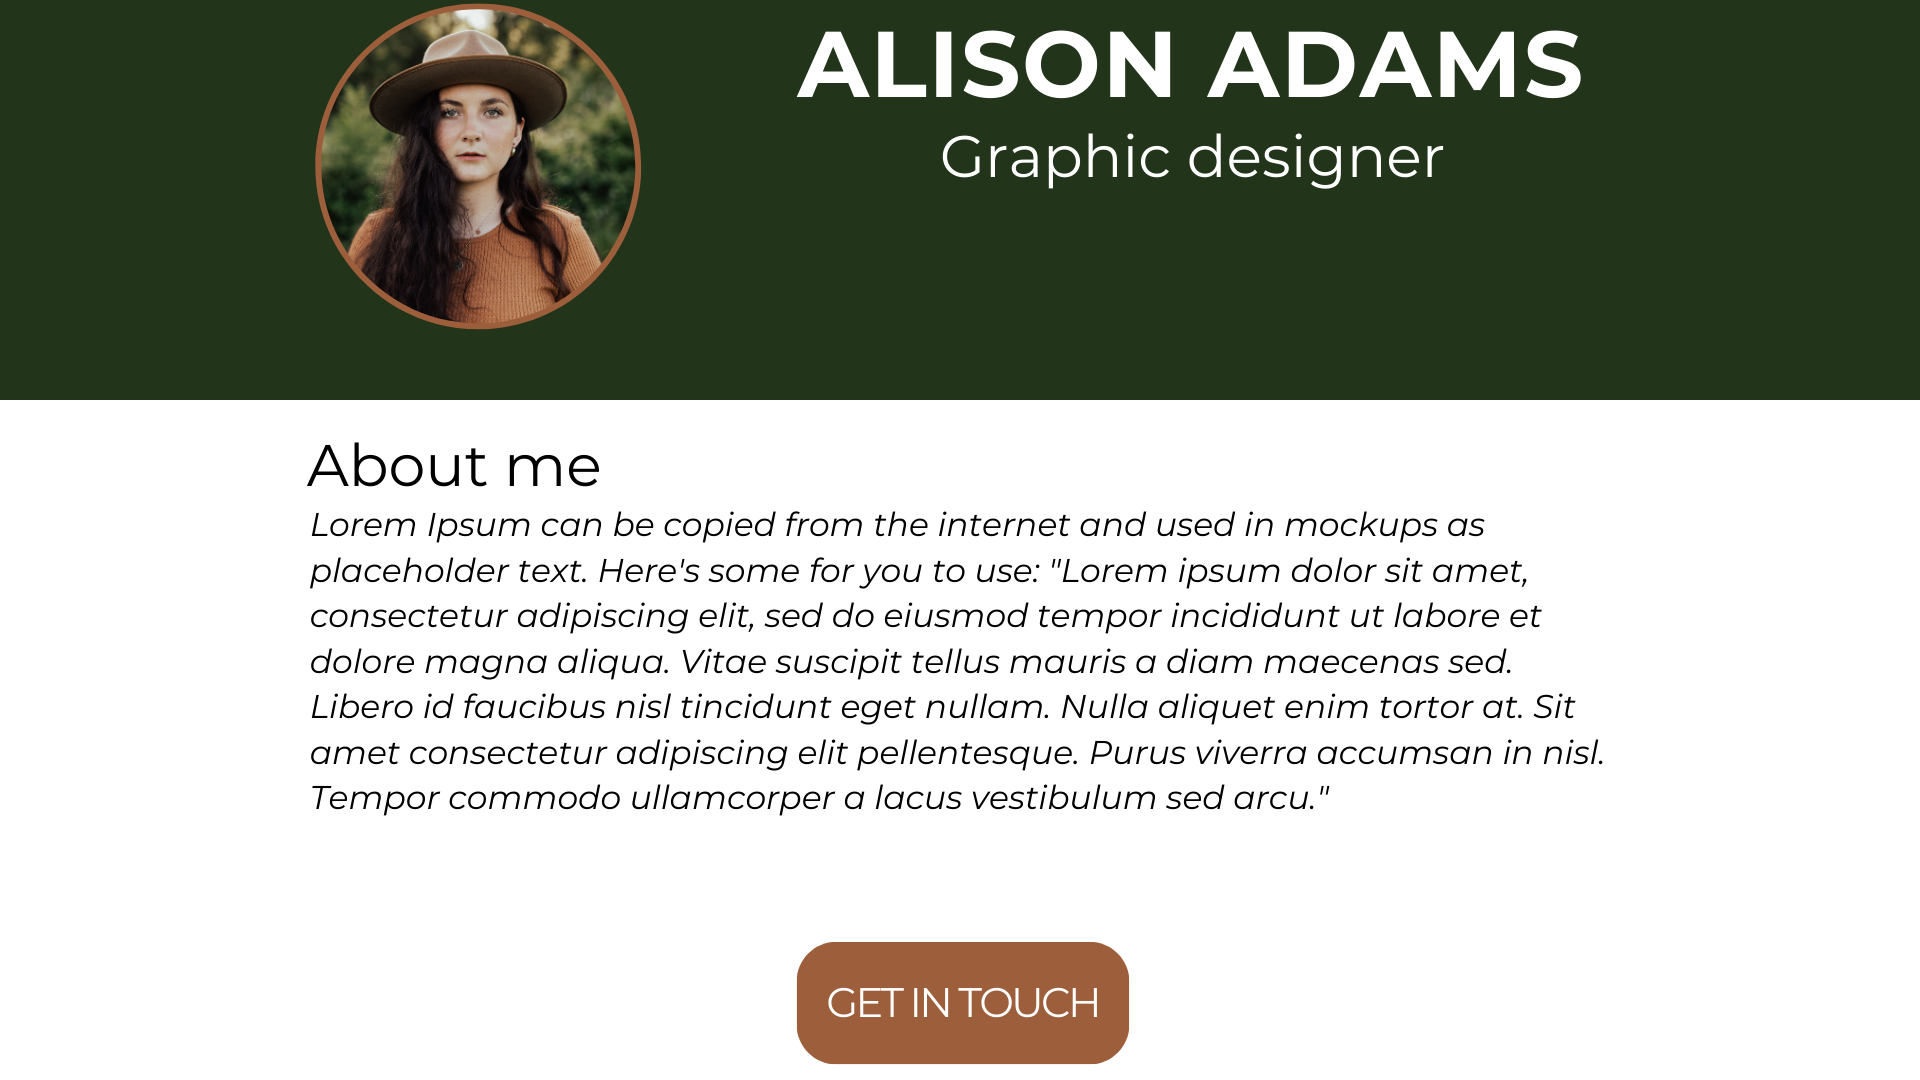 ALISON ADAMS
Graphic designer
About me
Lorem Ipsum can be copied from the internet and used in mockups as
placeholder text. Here's some for you to use: "Lorem ipsum dolor sit amet,
consectetur adipiscing elit, sed do eiusmod tempor incididunt ut labore et
dolore magna aliqua. Vitae suscipit tellus mauris a diam maecenas sed.
Libero id faucibus nisl tincidunt eget nullam. Nulla aliquet enim tortor at. Sit
amet consectetur adipiscing elit pellentesque. Purus viverra accumsan in nisl.
Tempor commodo ullamcorper a lacus vestibulum sed arcu."
GET IN TOUCH